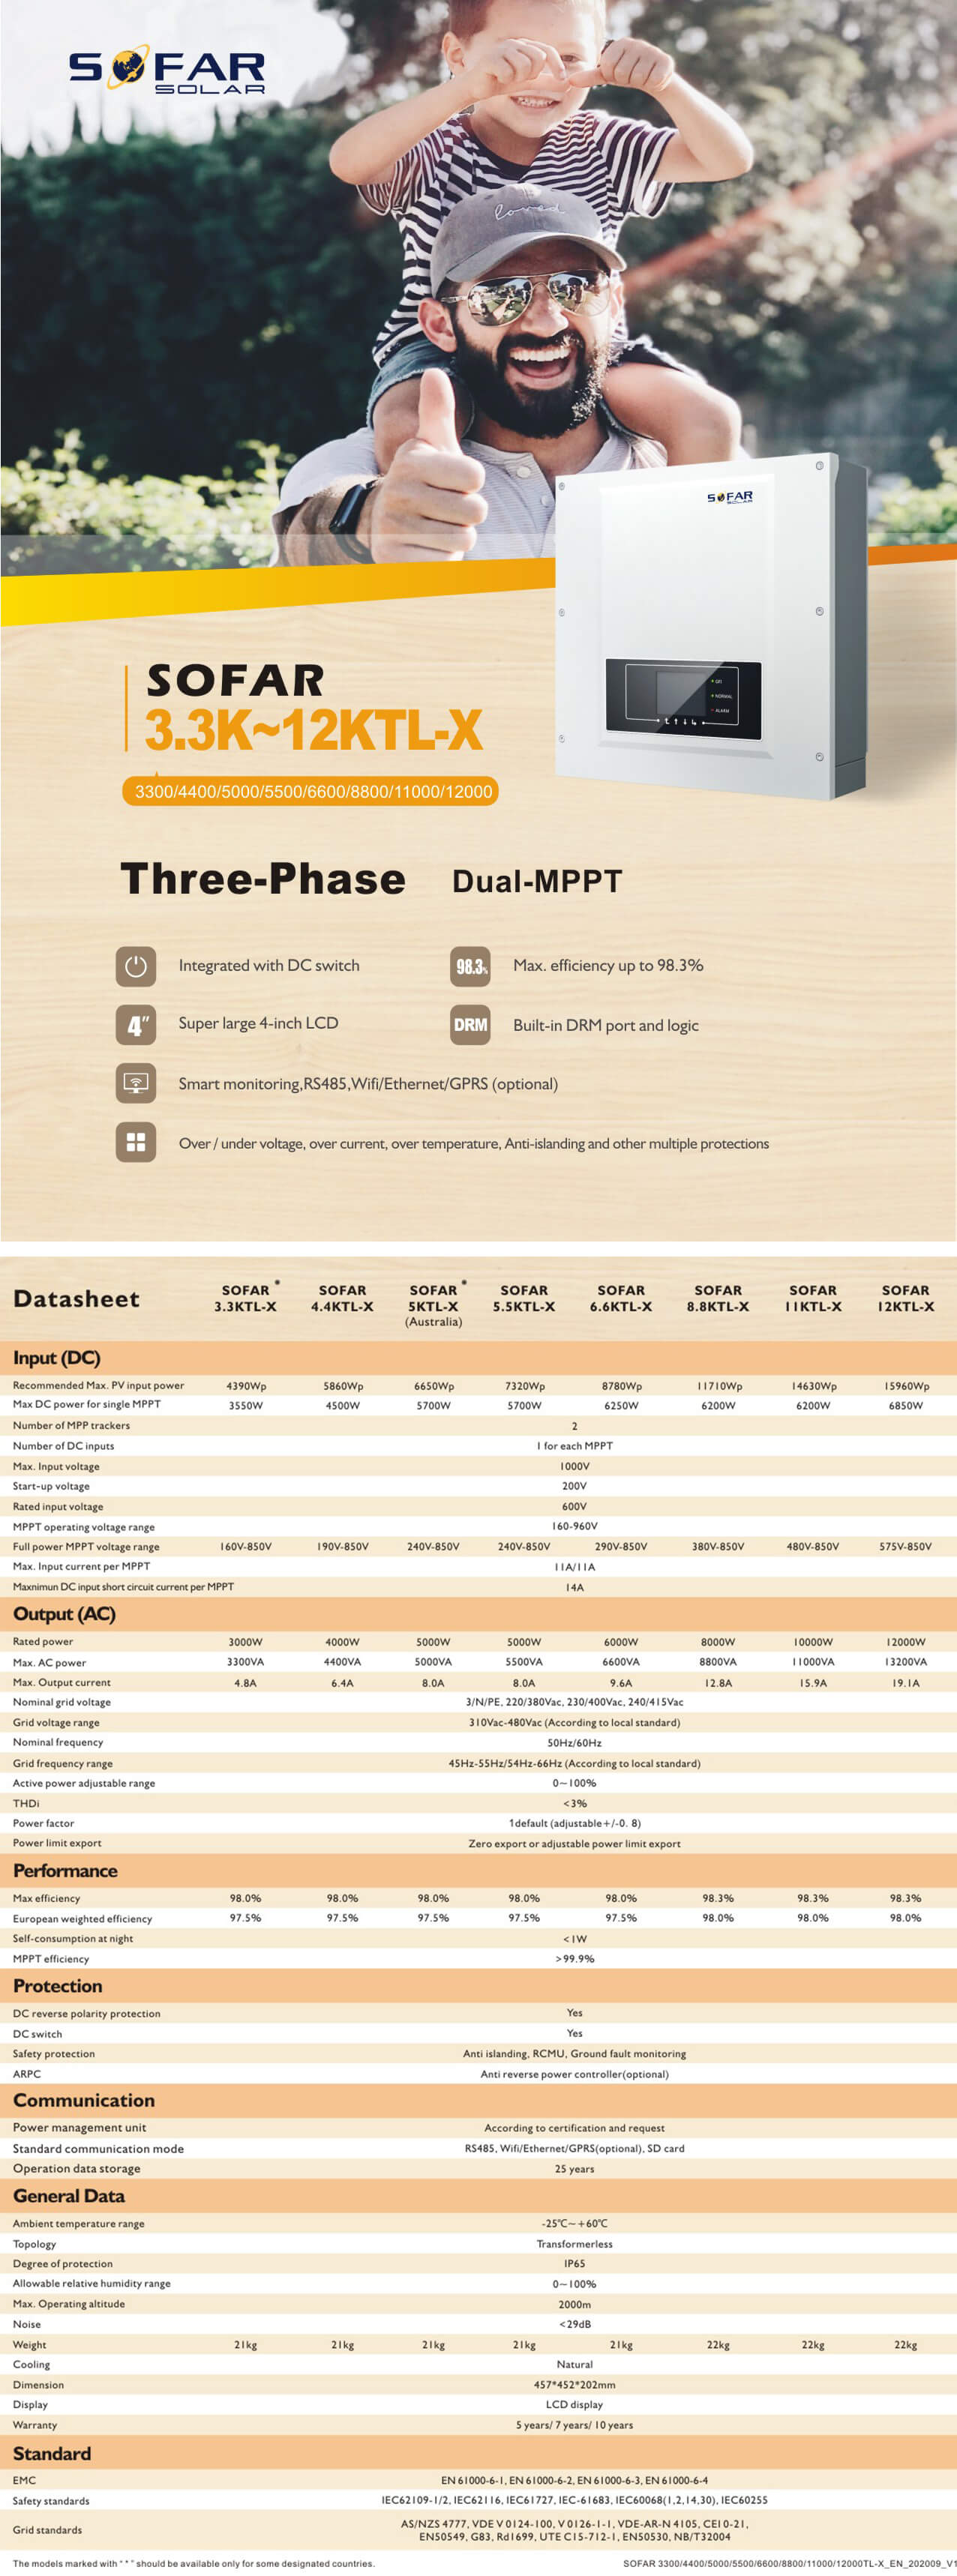 SOFAR
SOLAR
loved
SOFAR
SOLAR
GFI
NORMAL
ALARM
SOFAR
3.3K~12KTL-X
3300/4400/5000/5500/6600/8800/11000/12000
Three-Phase Dual-MPPT
Integrated with DC switch
98.3% Max. efficiency up to 98.3%
4" Super large 4-inch LCD
DRM Built-in DRM port and logic
Smart monitoring,RS485,Wifi/Ethernet/GPRS (optional)
Over / under voltage, over current, over temperature, Anti-islanding and other multiple protections
Datasheet SOFAR * 3.3KTL-X SOFAR 4.4KTL-X SOFAR * 5KTL-X (Australia) SOFAR 5.5KTL-X SOFAR 6.6KTL-X SOFAR 8.8KTL-X SOFAR 11KTL-X SOFAR 12KTL-X
Input (DC)
Recommended Max. PV input power 4390Wp 5860Wp 6650Wp 7320Wp 8780Wp 11710Wp 14630Wp 15960Wp
Max DC power for single MPPT 3550W 4500W 5700W 5700W 6250W 6200W 6200W 6850W
Number of MPP trackers 2
Number of DC inputs 1 for each MPPT
Max. Input voltage 1000V
Start-up voltage 200V
Rated input voltage 600V
MPPT operating voltage range 160-960V
Full power MPPT voltage range 160V-850V 190V-850V 240V-850V 240V-850V 290V-850V 380V-850V 480V-850V 575V-850V
Max. Input current per MPPT 11A/11A
Maxnimun DC input short circuit current per MPPT 14A
Output (AC)
Rated power 3000W 4000W 5000W 5000W 6000W 8000W 10000W 12000W
Max. AC power 3300VA 4400VA 5000VA 5500VA 6600VA 8800VA 11000VA 13200VA
Max. Output current 4.8A 6.4A 8.0A 8.0A 9.6A 12.8A 15.9A 19.1A
Nominal grid voltage 3/N/PE, 220/380Vac, 230/400Vac, 240/415Vac
Grid voltage range 310Vac-480Vac (According to local standard)
Nominal frequency 50Hz/60Hz
Grid frequency range 45Hz-55Hz/54Hz-66Hz (According to local standard)
Active power adjustable range 0~100%
THDi <3%
Power factor 1default (adjustable+/-0. 8)
Power limit export Zero export or adjustable power limit export
Performance
Max efficiency 98.0% 98.0% 98.0% 98.0% 98.0% 98.3% 98.3% 98.3%
European weighted efficiency 97.5% 97.5% 97.5% 97.5% 97.5% 98.0% 98.0% 98.0%
Self-consumption at night <1W
MPPT efficiency >99.9%
Protection
DC reverse polarity protection Yes
DC switch Yes
Safety protection Anti islanding, RCMU, Ground fault monitoring
ARPC Anti reverse power controller(optional)
Communication
Power management unit According to certification and request
Standard communication mode RS485, Wifi/Ethernet/GPRS(optional), SD card
Operation data storage 25 years
General Data
Ambient temperature range -25℃~+60℃
Topology Transformerless
Degree of protection IP65
Allowable relative humidity range 0~100%
Max. Operating altitude 2000m
Noise <29dB
Weight 21kg 21kg 21kg 21kg 21kg 22kg 22kg 22kg
Cooling Natural
Dimension 457*452*202mm
Display LCD display
Warranty 5 years/ 7 years/ 10 years
Standard
EMC EN 61000-6-1, EN 61000-6-2, EN 61000-6-3, EN 61000-6-4
Safety standards IEC62109-1/2, IEC62116, IEC61727, IEC-61683, IEC60068(1,2,14,30), IEC60255
Grid standards AS/NZS 4777, VDE V 0124-100, V 0126-1-1, VDE-AR-N 4105, CEI0-21,
EN50549, G83, Rd1699, UTE C15-712-1, EN50530, NB/T32004
The models marked with "*" should be available only for some designated countries. SOFAR 3300/4400/5000/5500/6600/8800/11000/12000TL-X_EN_202009_V1